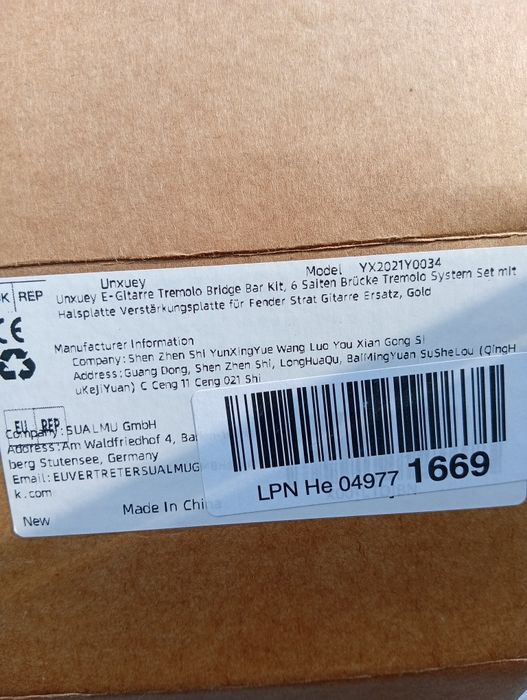 Unxuey Model YX2021Y0034
K REP
Unxuey E-Gitarre Tremolo Bridge Bar Kit, 6 Saiten Brücke Tremolo System Set mit
Halsplatte Verstärkungsplatte für Fender Strat Gitarre Ersatz, Gold
CE
Manufacturer Information
Company: Shen Zhen Shi YunXingYue Wang Luo You Xian Gong Si
Address: Guang Dong, Shen Zhen Shi, LongHuaQu, BaiMingYuan SuSheLou (QingH
uKeJiYuan) C Ceng 11 Ceng 021 Shi
EU REP
Company: SUALMU GmbH
Address: Am Waldfriedhof 4,
berg Stutensee, Germany
Email: EUVERTRETERSUALMUG
k.com
New
Made In Chi
LPN He 04977 1669